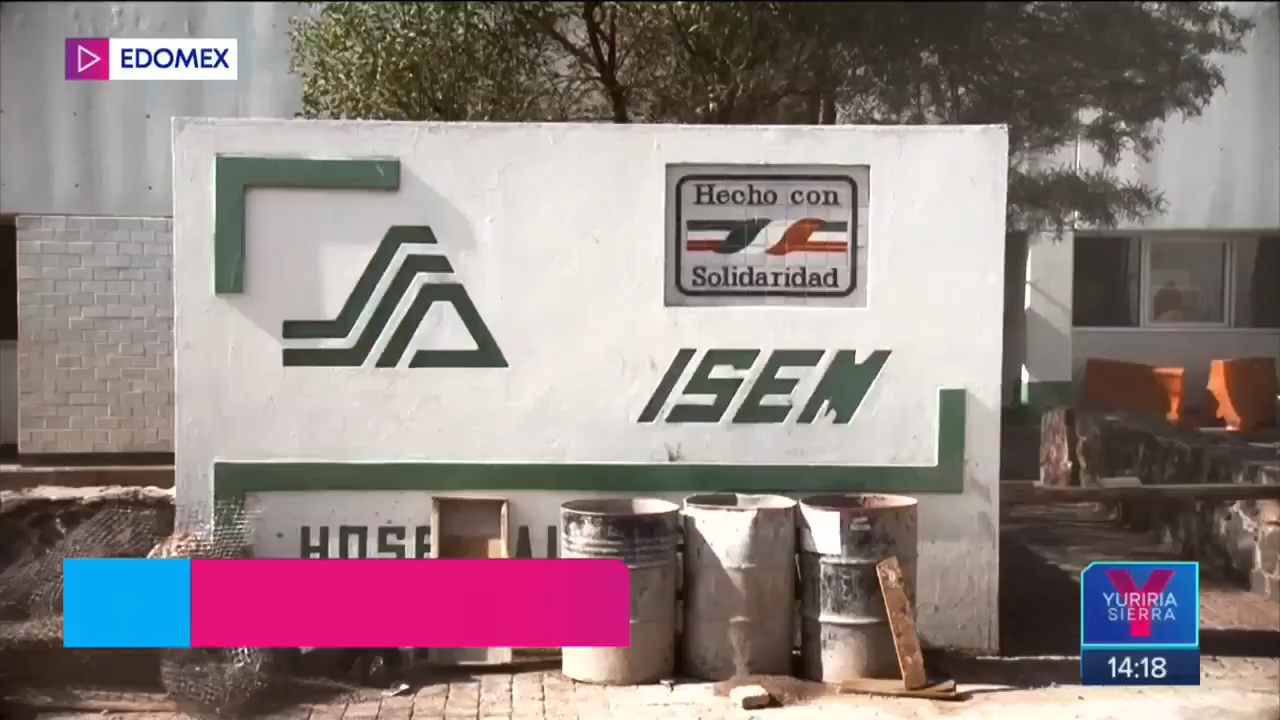 EDOMEX
Hecho con
Solidaridad
ISEM
YURIRIA
SIERRA
14:18